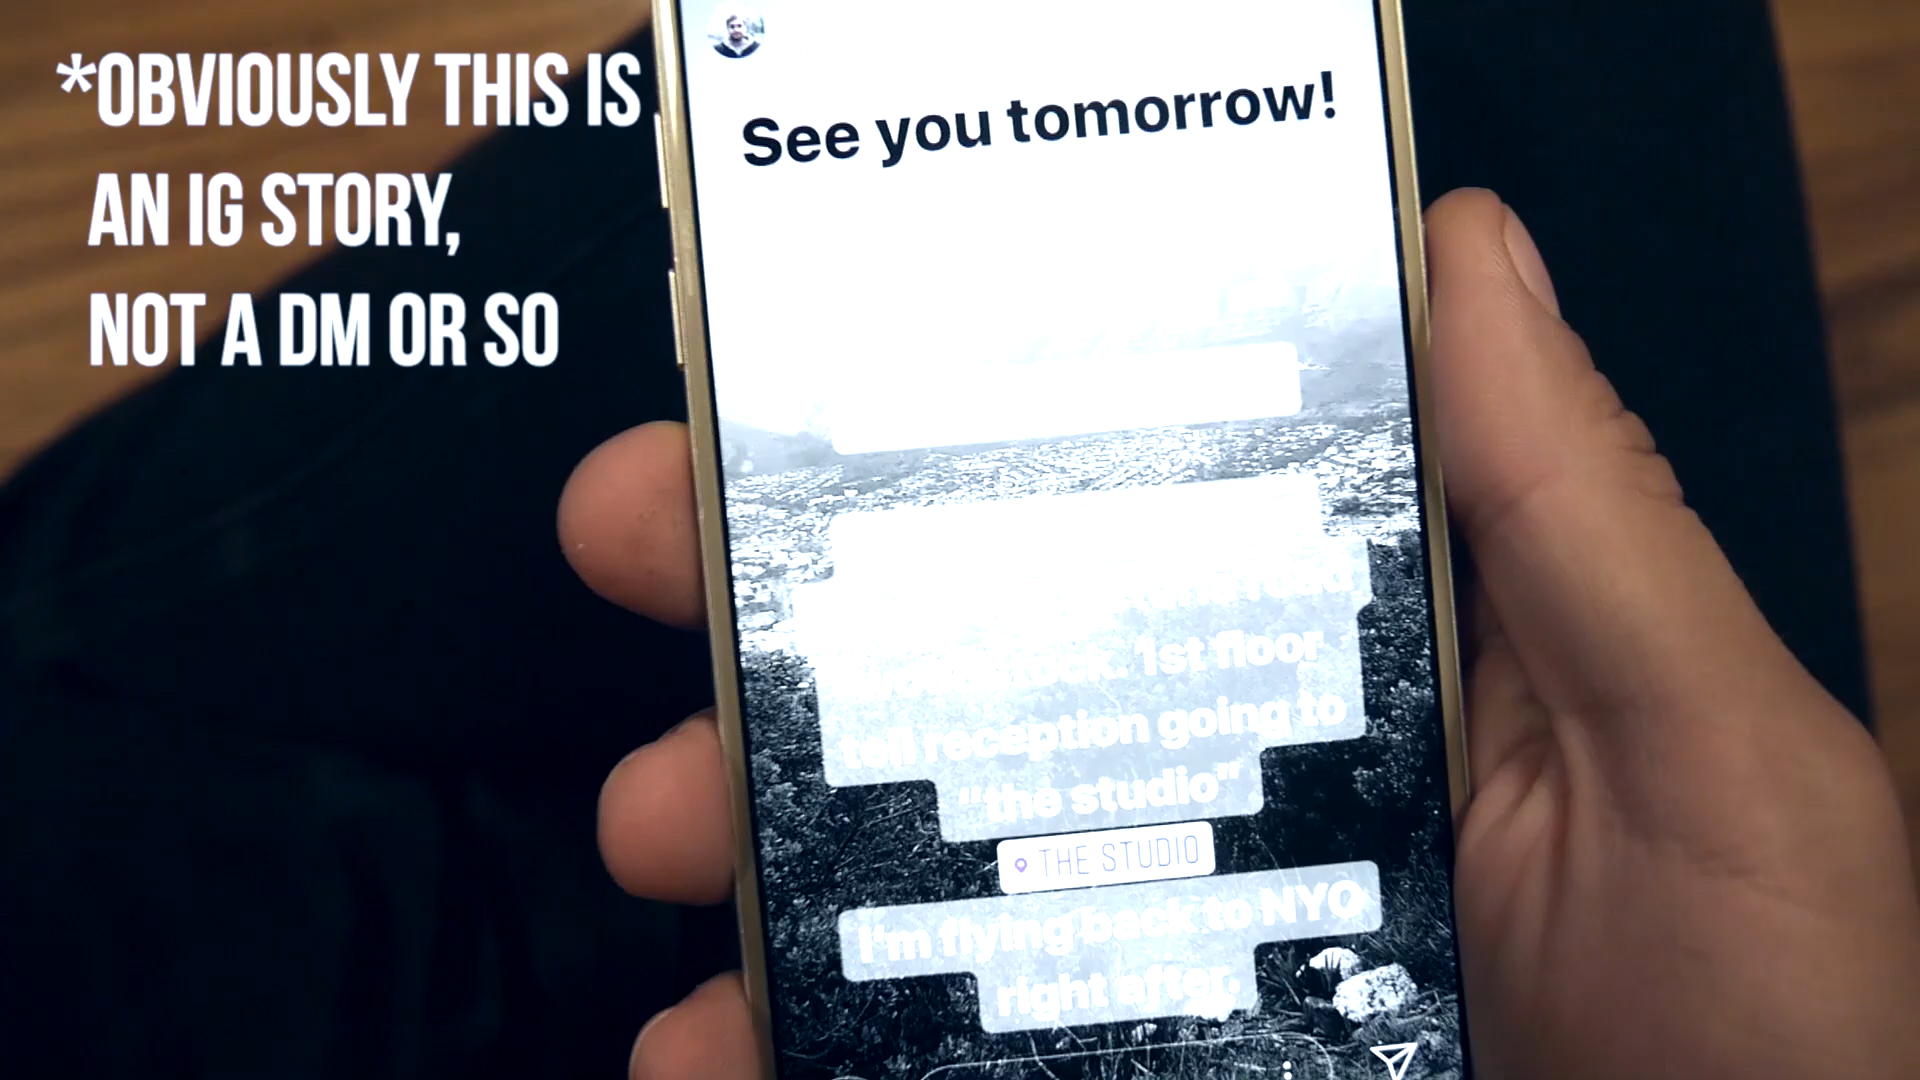 *OBVIOUSLY THIS IS
AN IG STORY,
NOT A DM OR SO
See you tomorrow!
1st floor
tell reception going to
"the studio"
THE STUDIO
I'm flying back to NYC
right after.